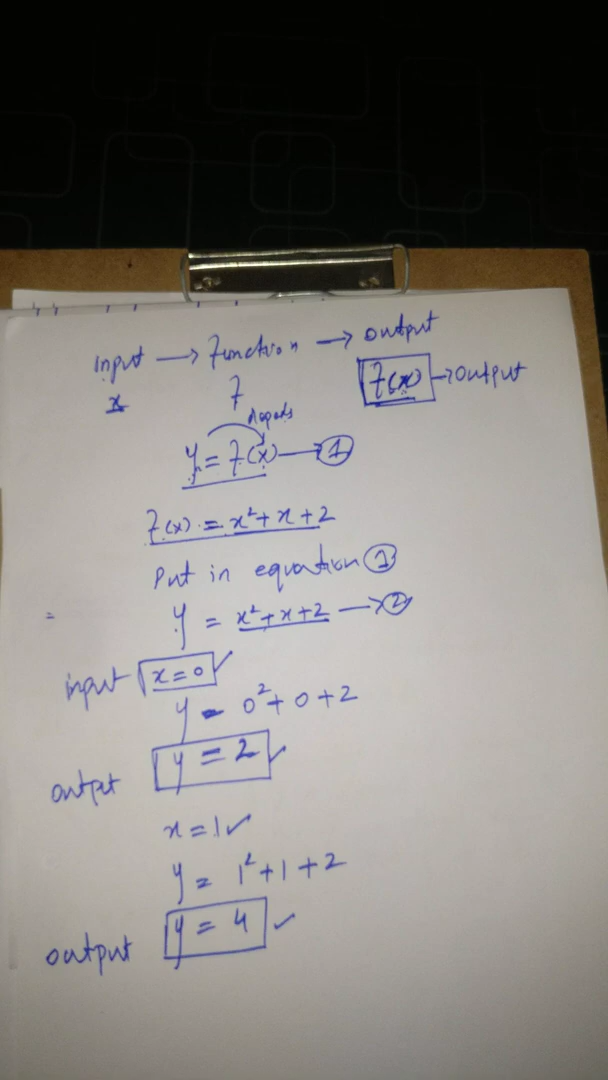 input → function → output
x f f(x) → output
depends
y = f(x) → ①
f(x) = x² + x + 2
Put in equation ①
=
y = x² + x + 2 → ②
input x = 0 ✓
y = 0² + 0 + 2
output y = 2 ✓
x = 1 ✓
y = 1² + 1 + 2
output y = 4 ✓